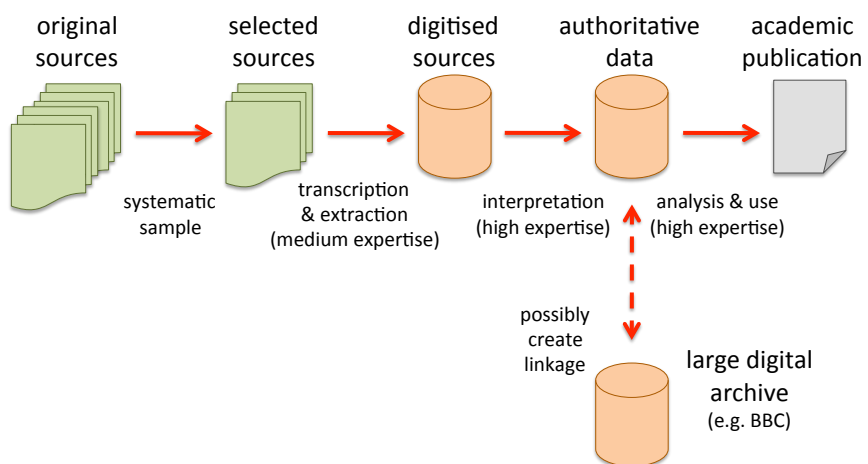 original
sources
selected
sources
digitised
sources
authoritative
data
academic
publication
systematic
sample
transcription
& extraction
(medium expertise)
interpretation
(high expertise)
analysis & use
(high expertise)
possibly
create
linkage
large digital
archive
(e.g. BBC)